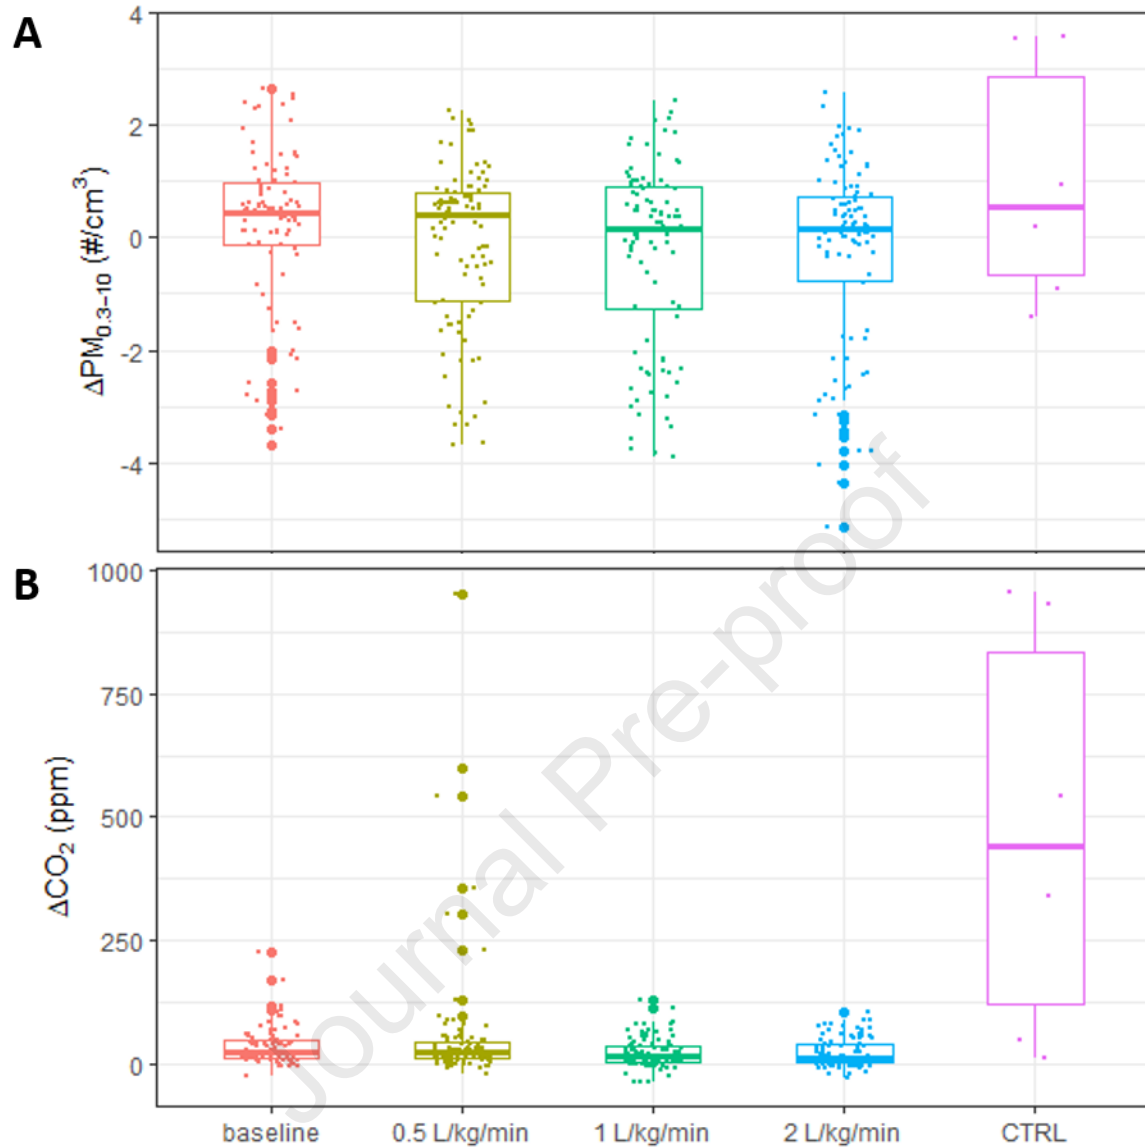 A
4
2
0
-2
-4
ΔPM₀.₃₋₁₀ (#/cm³)
B
1000
750
500
250
0
ΔCO₂ (ppm)
baseline
0.5 L/kg/min
1 L/kg/min
2 L/kg/min
CTRL
Journal Pre-proof